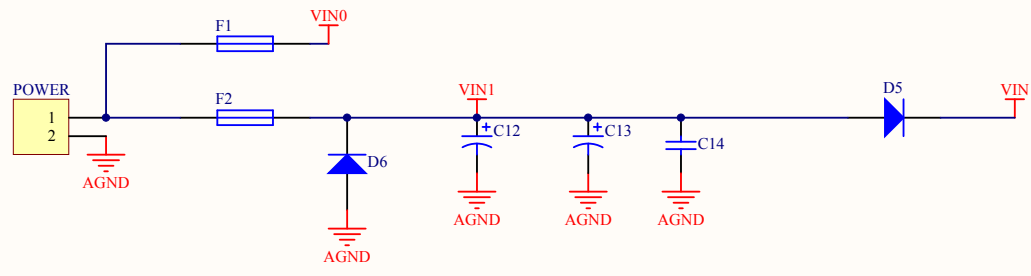 F1
VIN0
POWER
1
2
AGND
F2
D6
AGND
VIN1
+
C12
AGND
+
C13
AGND
C14
AGND
D5
VIN